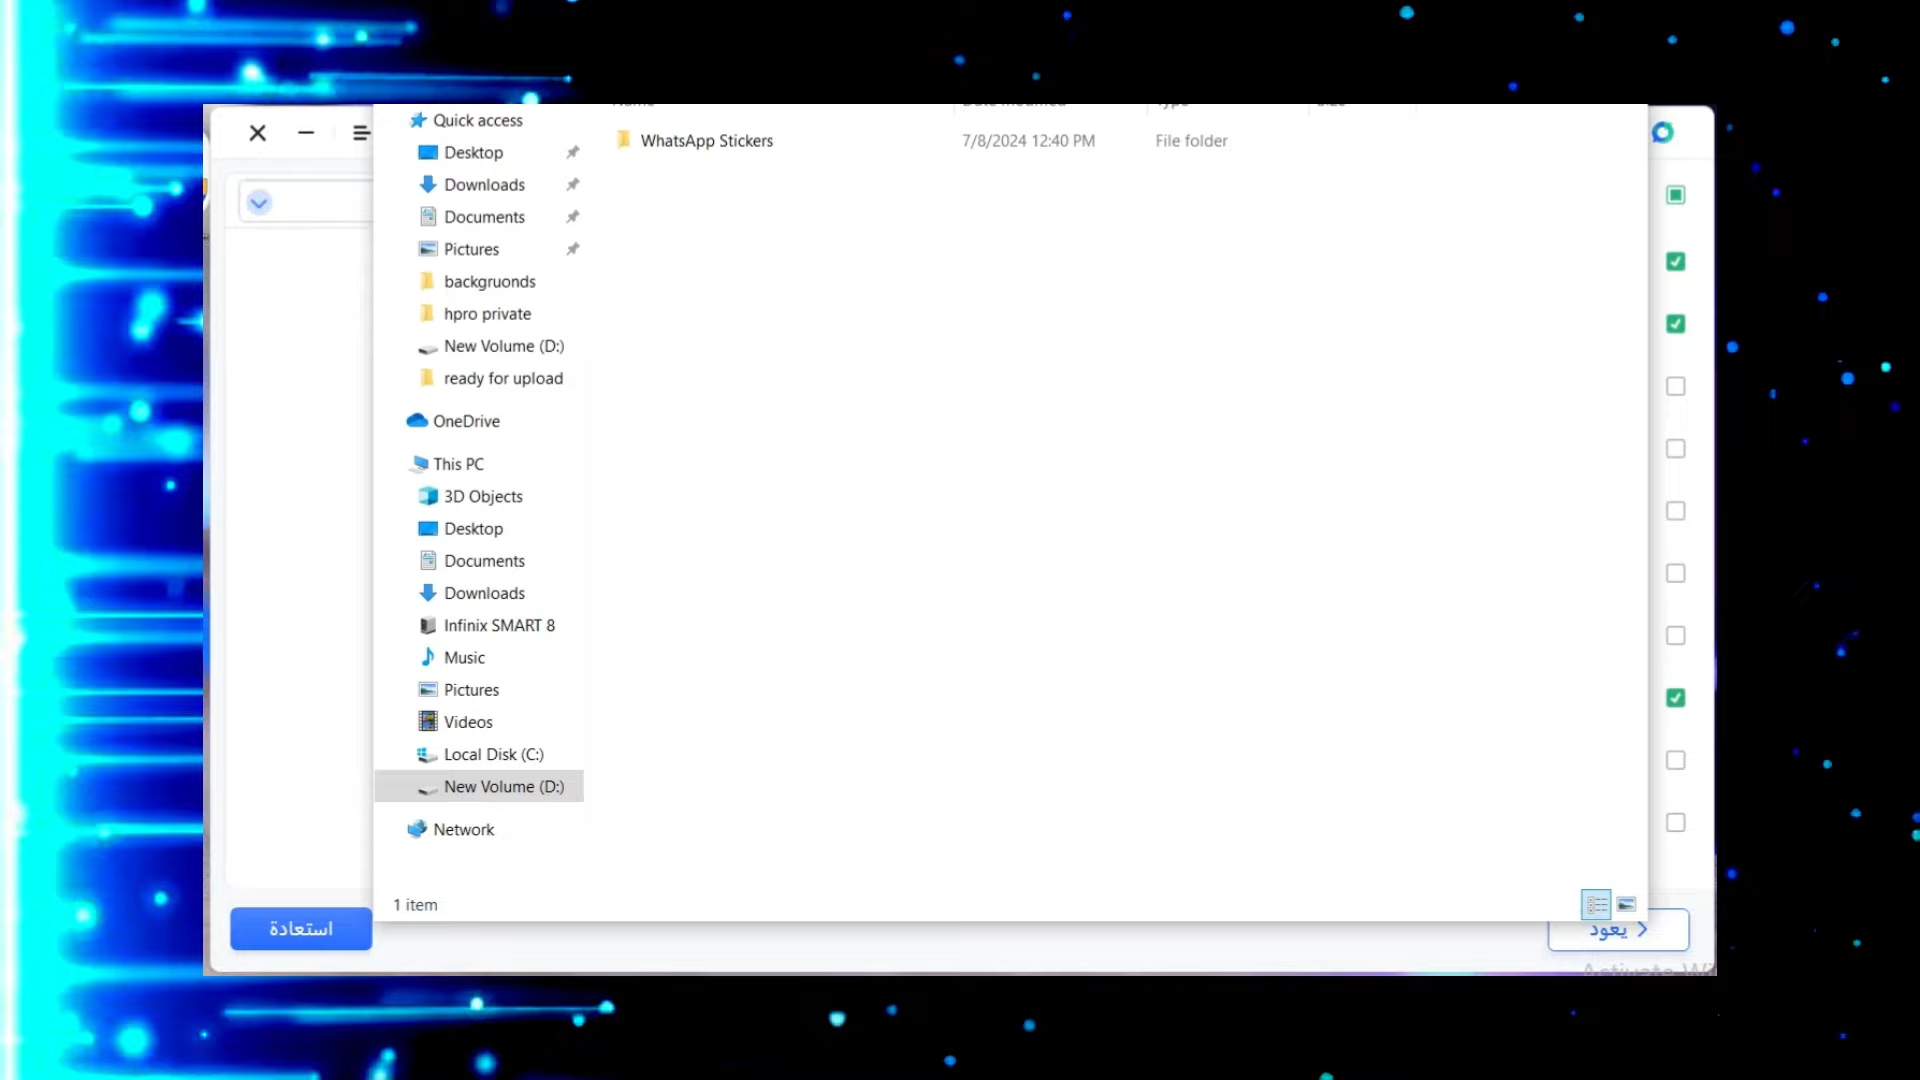 Quick access
WhatsApp Stickers 7/8/2024 12:40 PM File folder
Desktop
Downloads
Documents
Pictures
backgruonds
hpro private
New Volume (D:)
ready for upload
OneDrive
This PC
3D Objects
Desktop
Documents
Downloads
Infinix SMART 8
Music
Pictures
Videos
Local Disk (C:)
New Volume (D:)
Network
1 item
استعادة
يعود